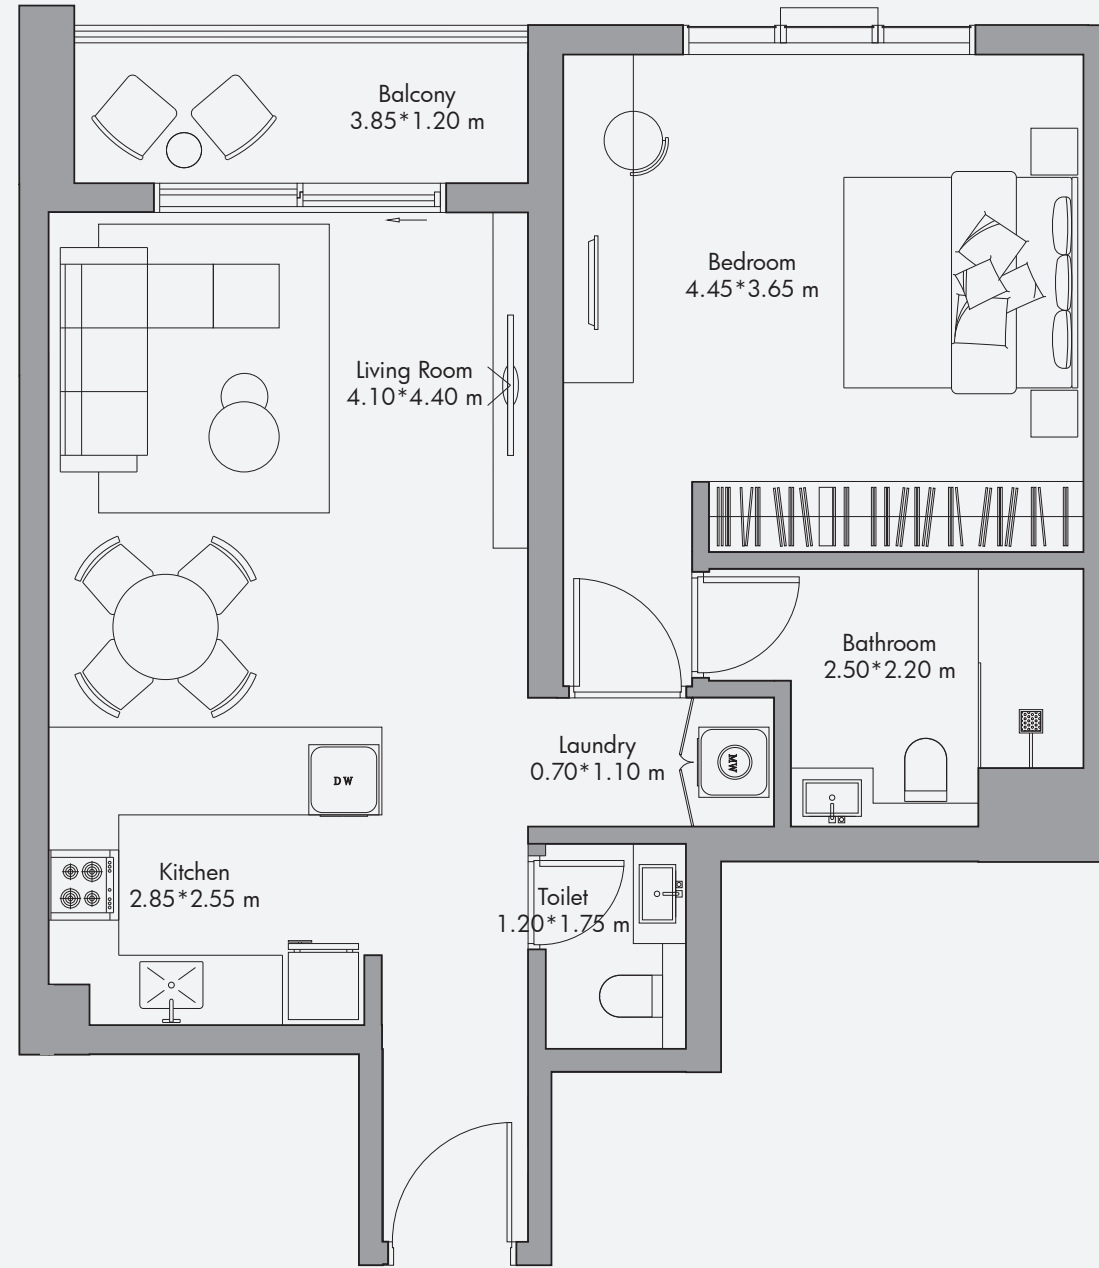 Balcony
3.85*1.20 m
Bedroom
4.45*3.65 m
Living Room
4.10*4.40 m
Bathroom
2.50*2.20 m
Laundry
0.70*1.10 m
MW
DW
Kitchen
2.85*2.55 m
Toilet
1.20*1.75 m